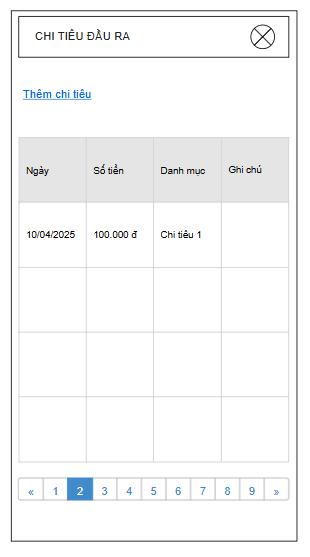 CHI TIÊU ĐẦU RA
Thêm chi tiêu
Ngày Số tiền Danh mục Ghi chú
10/04/2025 100.000 đ Chi tiêu 1
« 1 2 3 4 5 6 7 8 9 »